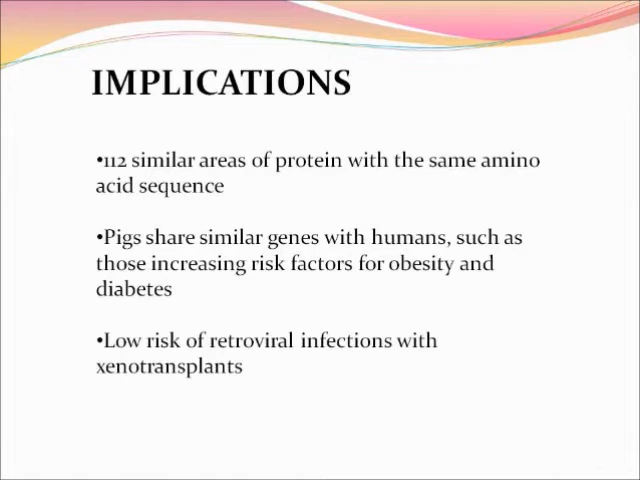 IMPLICATIONS
•112 similar areas of protein with the same amino
acid sequence
•Pigs share similar genes with humans, such as
those increasing risk factors for obesity and
diabetes
•Low risk of retroviral infections with
xenotransplants